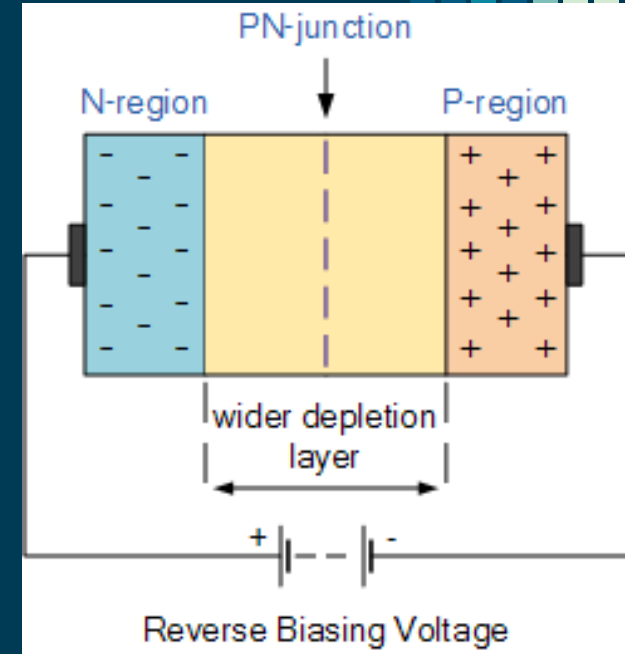 PN-junction
N-region P-region
wider depletion
layer
+ -
Reverse Biasing Voltage